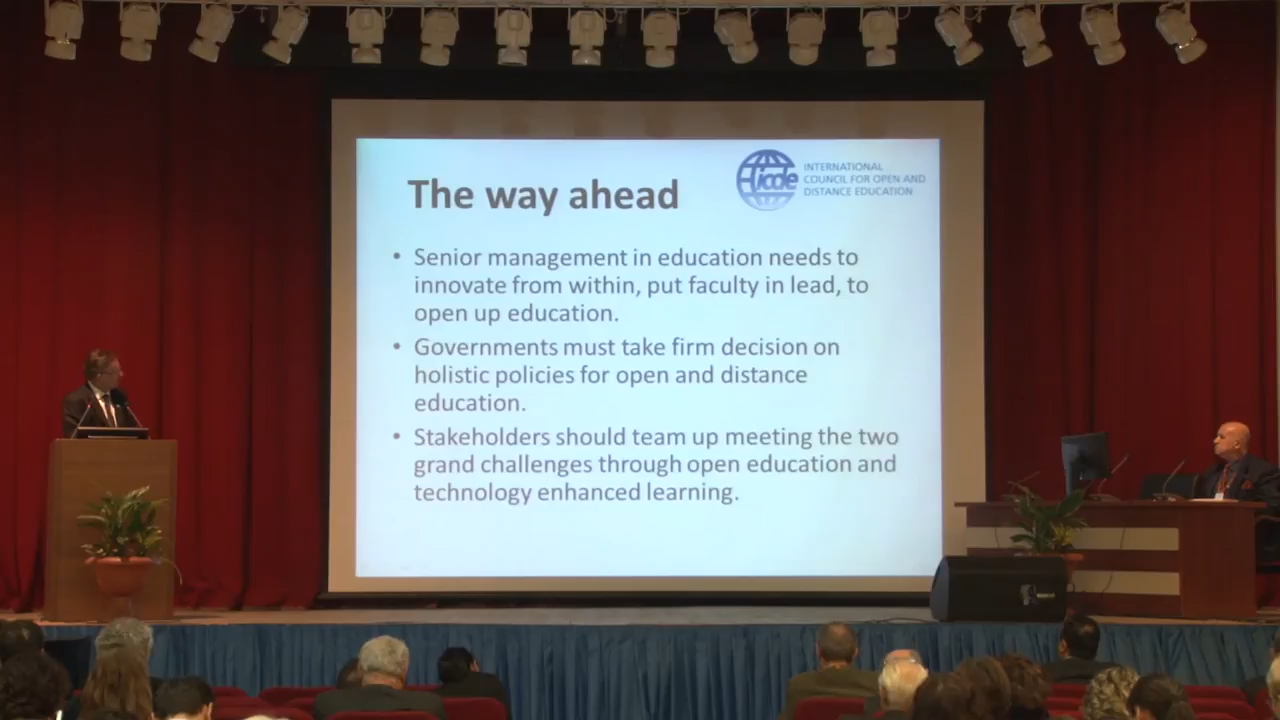 The way ahead
icde
INTERNATIONAL
COUNCIL FOR OPEN AND
DISTANCE EDUCATION
• Senior management in education needs to
innovate from within, put faculty in lead, to
open up education.
• Governments must take firm decision on
holistic policies for open and distance
education.
• Stakeholders should team up meeting the two
grand challenges through open education and
technology enhanced learning.